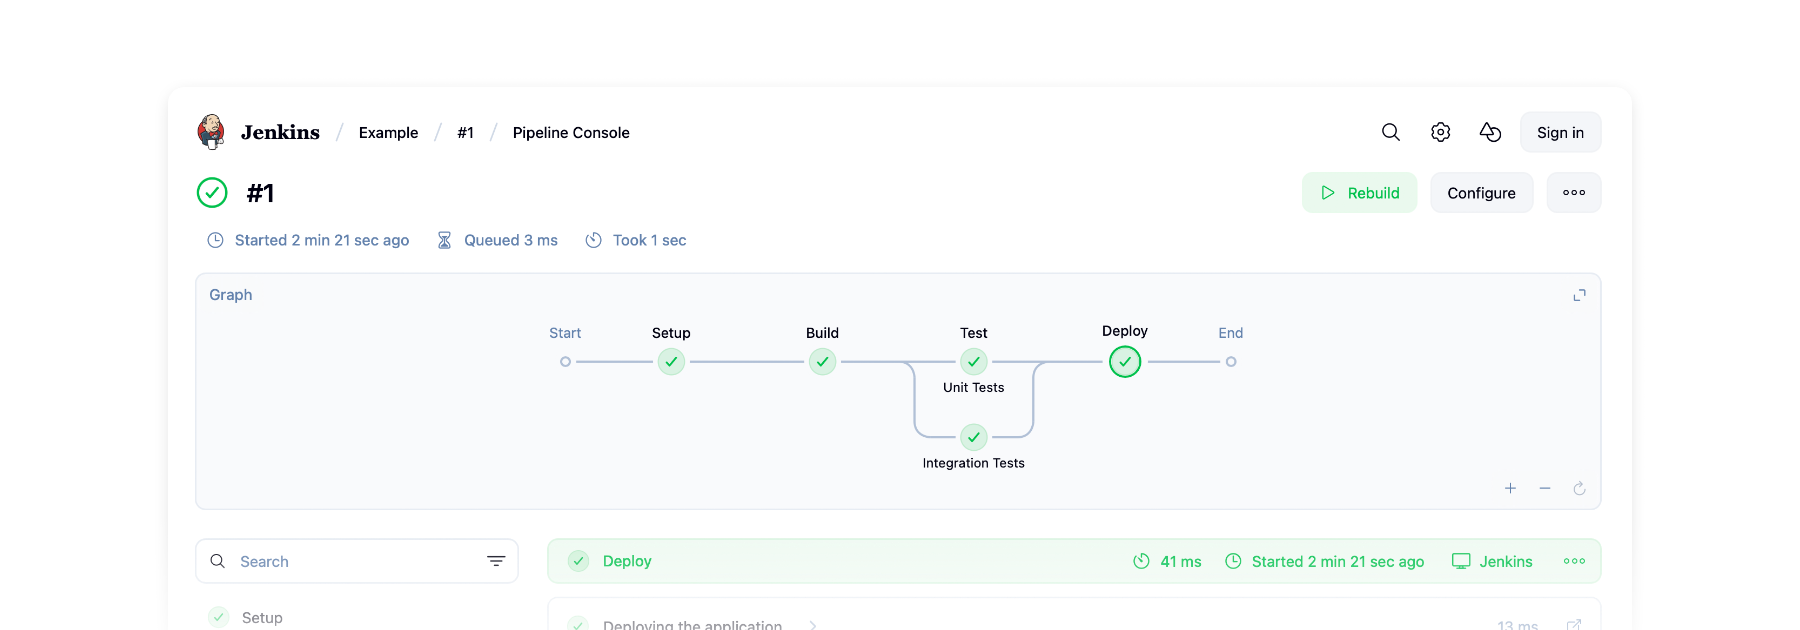 Jenkins / Example / #1 / Pipeline Console
Sign in
#1
Rebuild
Configure
Started 2 min 21 sec ago
Queued 3 ms
Took 1 sec
Graph
Start
Setup
Build
Test
Deploy
End
Unit Tests
Integration Tests
Search
Deploy
41 ms
Started 2 min 21 sec ago
Jenkins
Setup
Deploying the application
13 ms